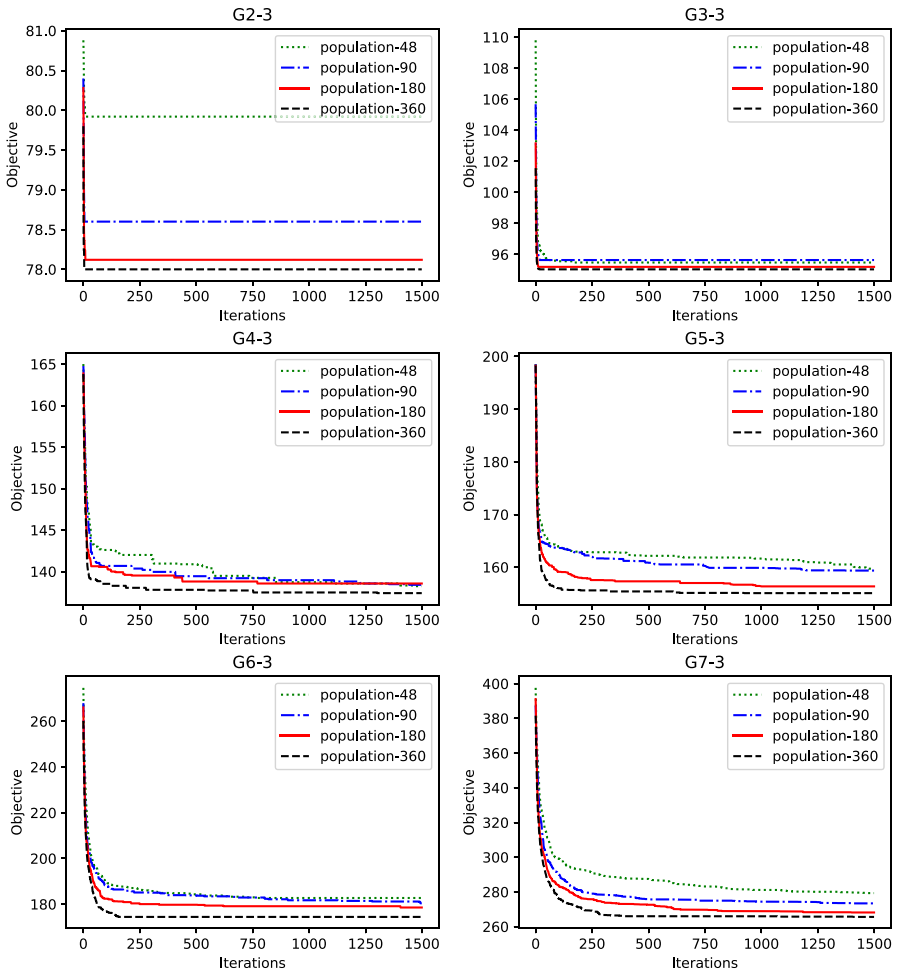 G2-3
81.0
80.5
80.0
79.5
79.0
78.5
78.0
Objective
population-48
population-90
population-180
population-360
0 250 500 750 1000 1250 1500
Iterations
G3-3
110
108
106
104
102
100
98
96
Objective
population-48
population-90
population-180
population-360
0 250 500 750 1000 1250 1500
Iterations
G4-3
165
160
155
150
145
140
Objective
population-48
population-90
population-180
population-360
0 250 500 750 1000 1250 1500
Iterations
G5-3
200
190
180
170
160
Objective
population-48
population-90
population-180
population-360
0 250 500 750 1000 1250 1500
Iterations
G6-3
260
240
220
200
180
Objective
population-48
population-90
population-180
population-360
0 250 500 750 1000 1250 1500
Iterations
G7-3
400
380
360
340
320
300
280
260
Objective
population-48
population-90
population-180
population-360
0 250 500 750 1000 1250 1500
Iterations